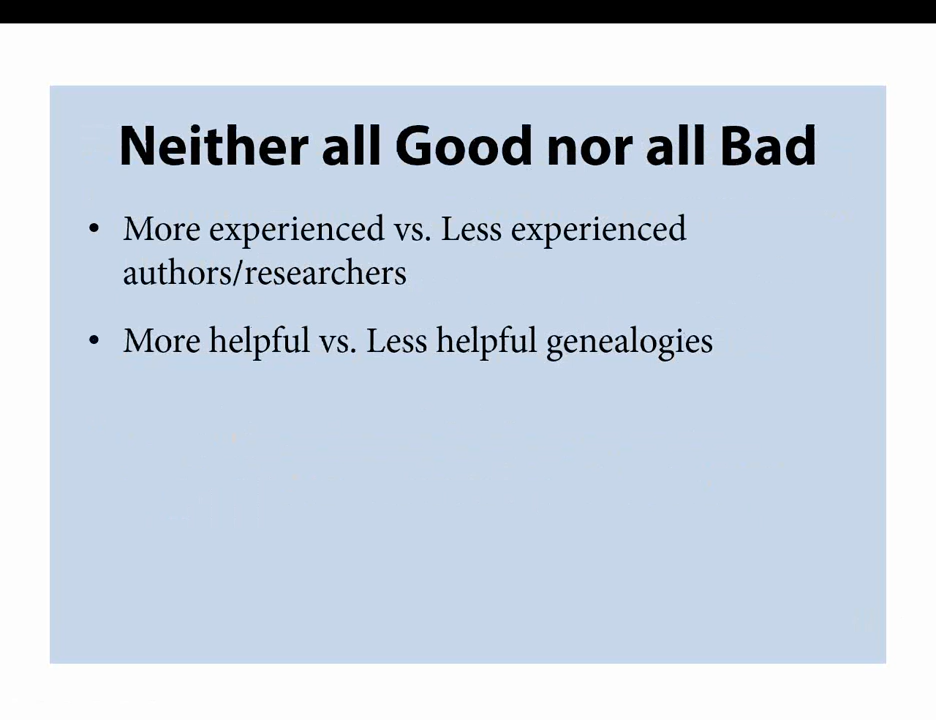 Neither all Good nor all Bad
• More experienced vs. Less experienced
authors/researchers
• More helpful vs. Less helpful genealogies